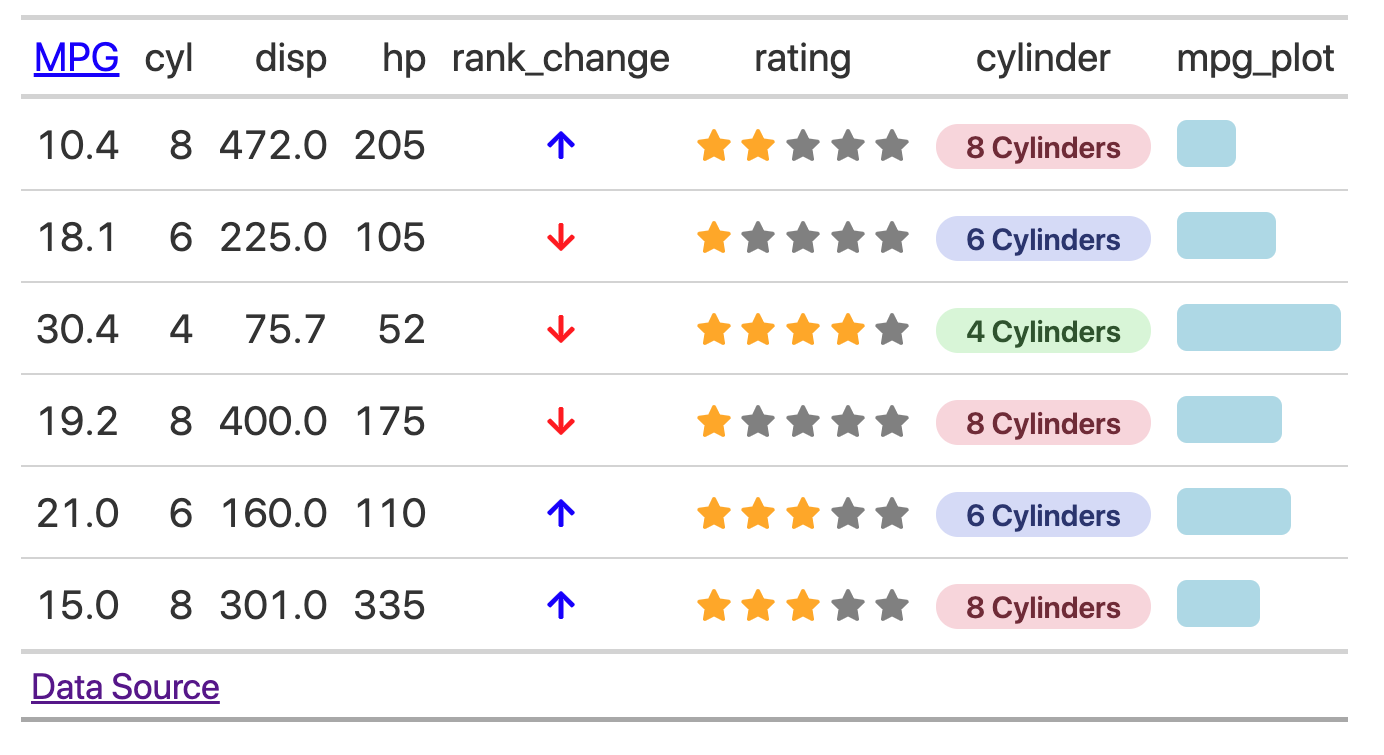 MPG cyl disp hp rank_change rating cylinder mpg_plot
10.4 8 472.0 205 8 Cylinders
18.1 6 225.0 105 6 Cylinders
30.4 4 75.7 52 4 Cylinders
19.2 8 400.0 175 8 Cylinders
21.0 6 160.0 110 6 Cylinders
15.0 8 301.0 335 8 Cylinders
Data Source